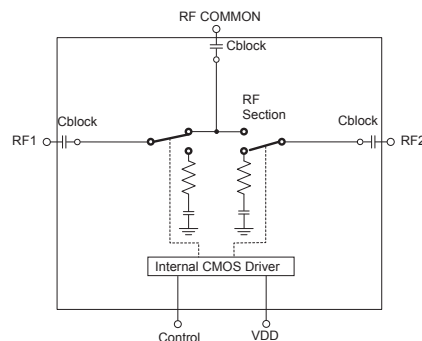 RF COMMON
Cblock
RF
Section
Cblock
Cblock
RF1
RF2
Internal CMOS Driver
Control
VDD